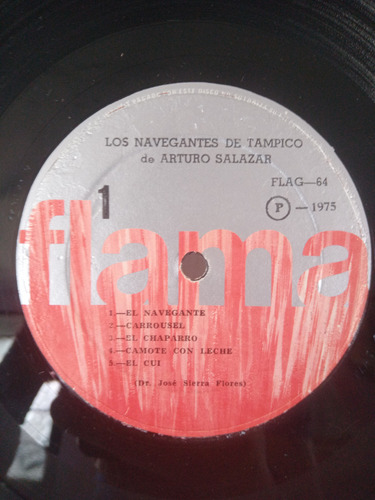 LOS NAVEGANTES DE TAMPICO
de ARTURO SALAZAR
FLAG—64
1
P — 1975
flama
1.—EL NAVEGANTE
2.—CARROUSEL
3.—EL CHAPARRO
4.—CAMOTE CON LECHE
5.—EL CUI
(Dr. José Sierra Flores)